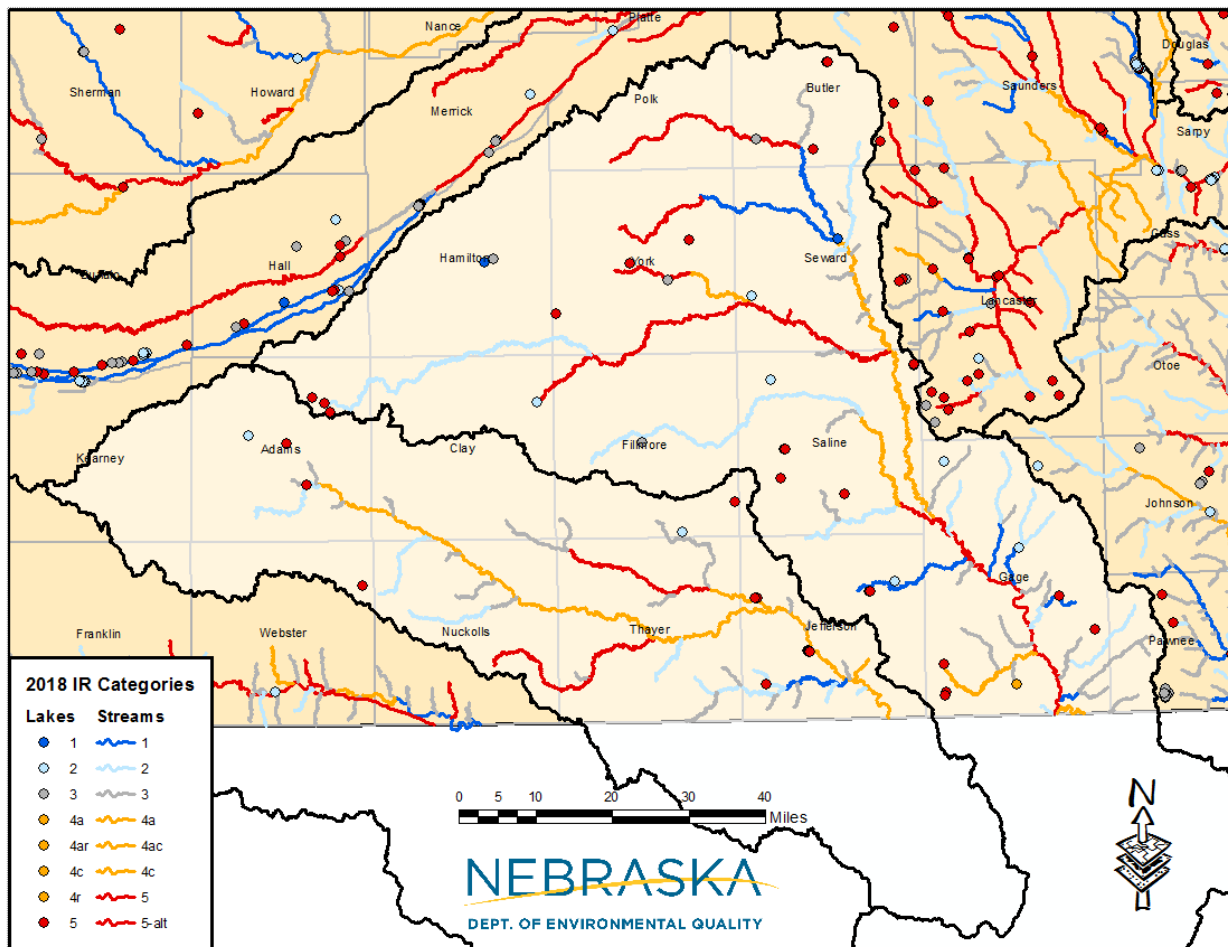 Nance
Platte
Douglas
Sherman
Howard
Merrick
Polk
Butler
Saunders
Sarpy
Cass
Hall
Hamilton
York
Seward
Lancaster
Otoe
Kearney
Adams
Clay
Fillmore
Saline
Johnson
Gage
Franklin
Webster
Nuckolls
Thayer
Jefferson
Pawnee
2018 IR Categories
Lakes Streams
1 1
2 2
3 3
4a 4a
4ar 4ac
4c 4c
4r 5
5 5-alt
0 5 10 20 30 40
Miles
N
NEBRASKA
DEPT. OF ENVIRONMENTAL QUALITY